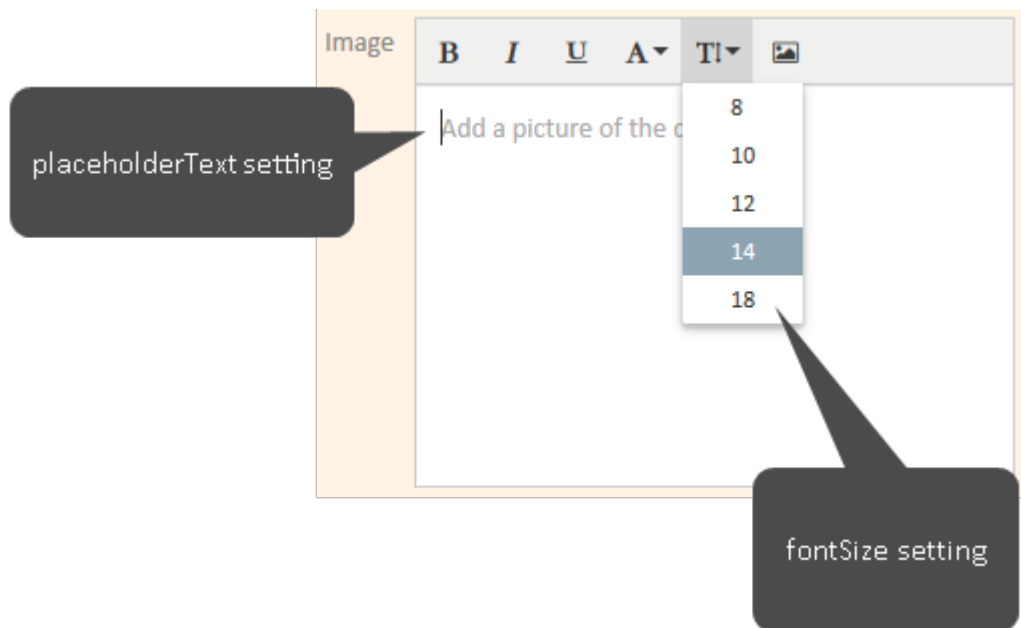 Image
B I U A T
Add a picture of the
8
10
12
14
18
placeholderText setting
fontSize setting